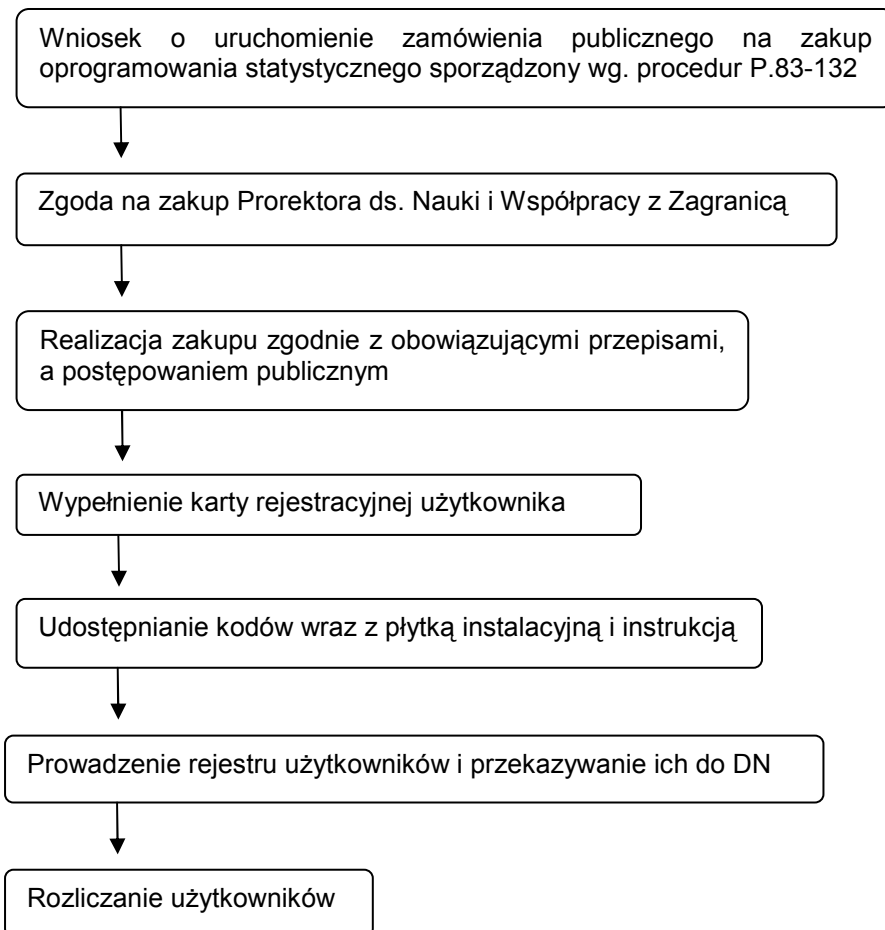 Wniosek o uruchomienie zamówienia publicznego na zakup
oprogramowania statystycznego sporządzony wg. procedur P.83-132
Zgoda na zakup Prorektora ds. Nauki i Współpracy z Zagranicą
Realizacja zakupu zgodnie z obowiązującymi przepisami,
a postępowaniem publicznym
Wypełnienie karty rejestracyjnej użytkownika
Udostępnianie kodów wraz z płytką instalacyjną i instrukcją
Prowadzenie rejestru użytkowników i przekazywanie ich do DN
Rozliczanie użytkowników